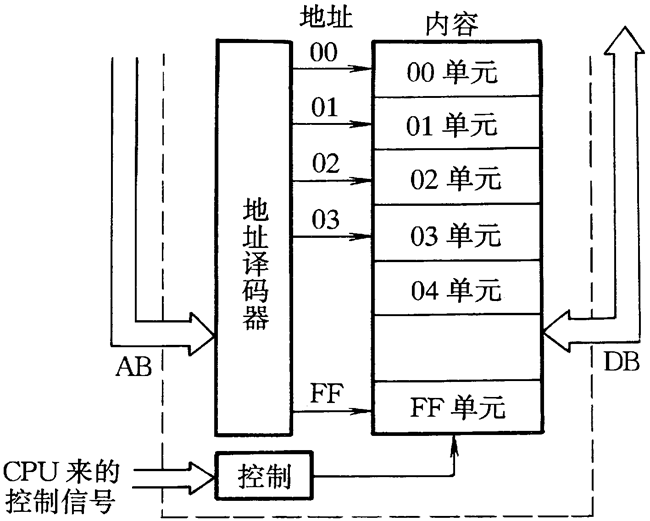 地址
内容
00
00 单元
01
01 单元
02
02 单元
03
03 单元
04 单元
地址译码器
AB
DB
FF
FF 单元
CPU 来的
控制信号
控制